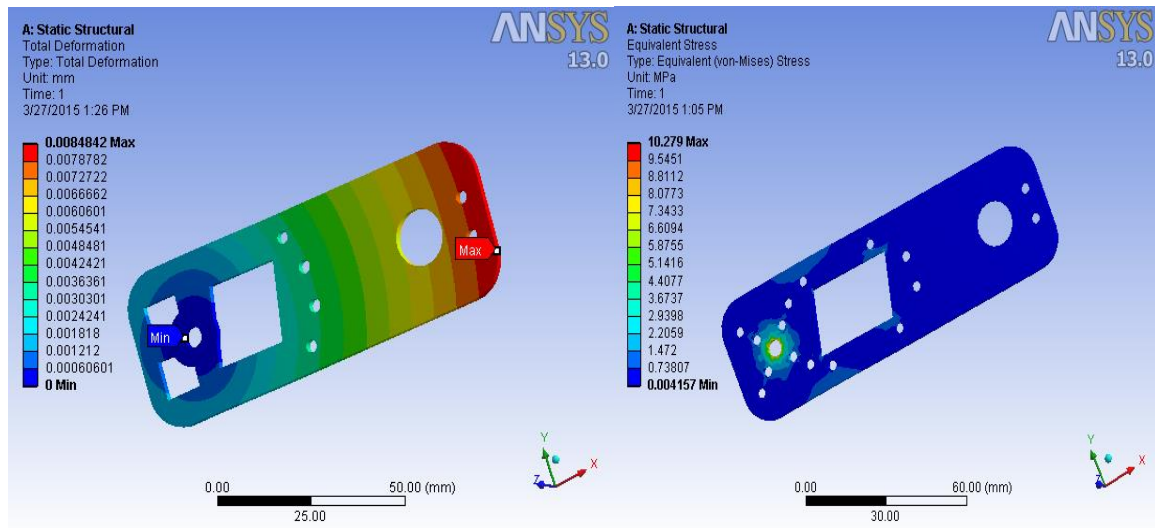 A: Static Structural
Total Deformation
Type: Total Deformation
Unit: mm
Time: 1
3/27/2015 1:26 PM
ANSYS
13.0
0.0084842 Max
0.0078782
0.0072722
0.0066662
0.0060601
0.0054541
0.0048481
0.0042421
0.0036361
0.0030301
0.0024241
0.001818
0.001212
0.00060601
0 Min
Min
Max
Y
X
Z
0.00
50.00 (mm)
25.00
A: Static Structural
Equivalent Stress
Type: Equivalent (von-Mises) Stress
Unit: MPa
Time: 1
3/27/2015 1:05 PM
ANSYS
13.0
10.279 Max
9.5451
8.8112
8.0773
7.3433
6.6094
5.8755
5.1416
4.4077
3.6737
2.9398
2.2059
1.472
0.73807
0.004157 Min
Y
X
Z
0.00
60.00 (mm)
30.00